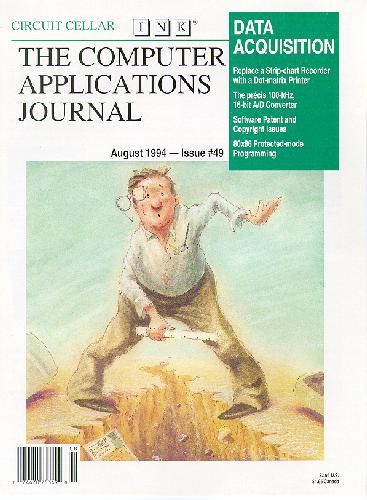 CIRCUIT CELLAR INK®
THE COMPUTER
APPLICATIONS
JOURNAL
August 1994 — Issue #49
DATA
ACQUISITION
Replace a Strip-chart Recorder
with a Dot-matrix Printer
The précis 100-kHz,
16-bit A/D Converter
Software Patent and
Copyright Issues
80x86 Protected-mode
Programming